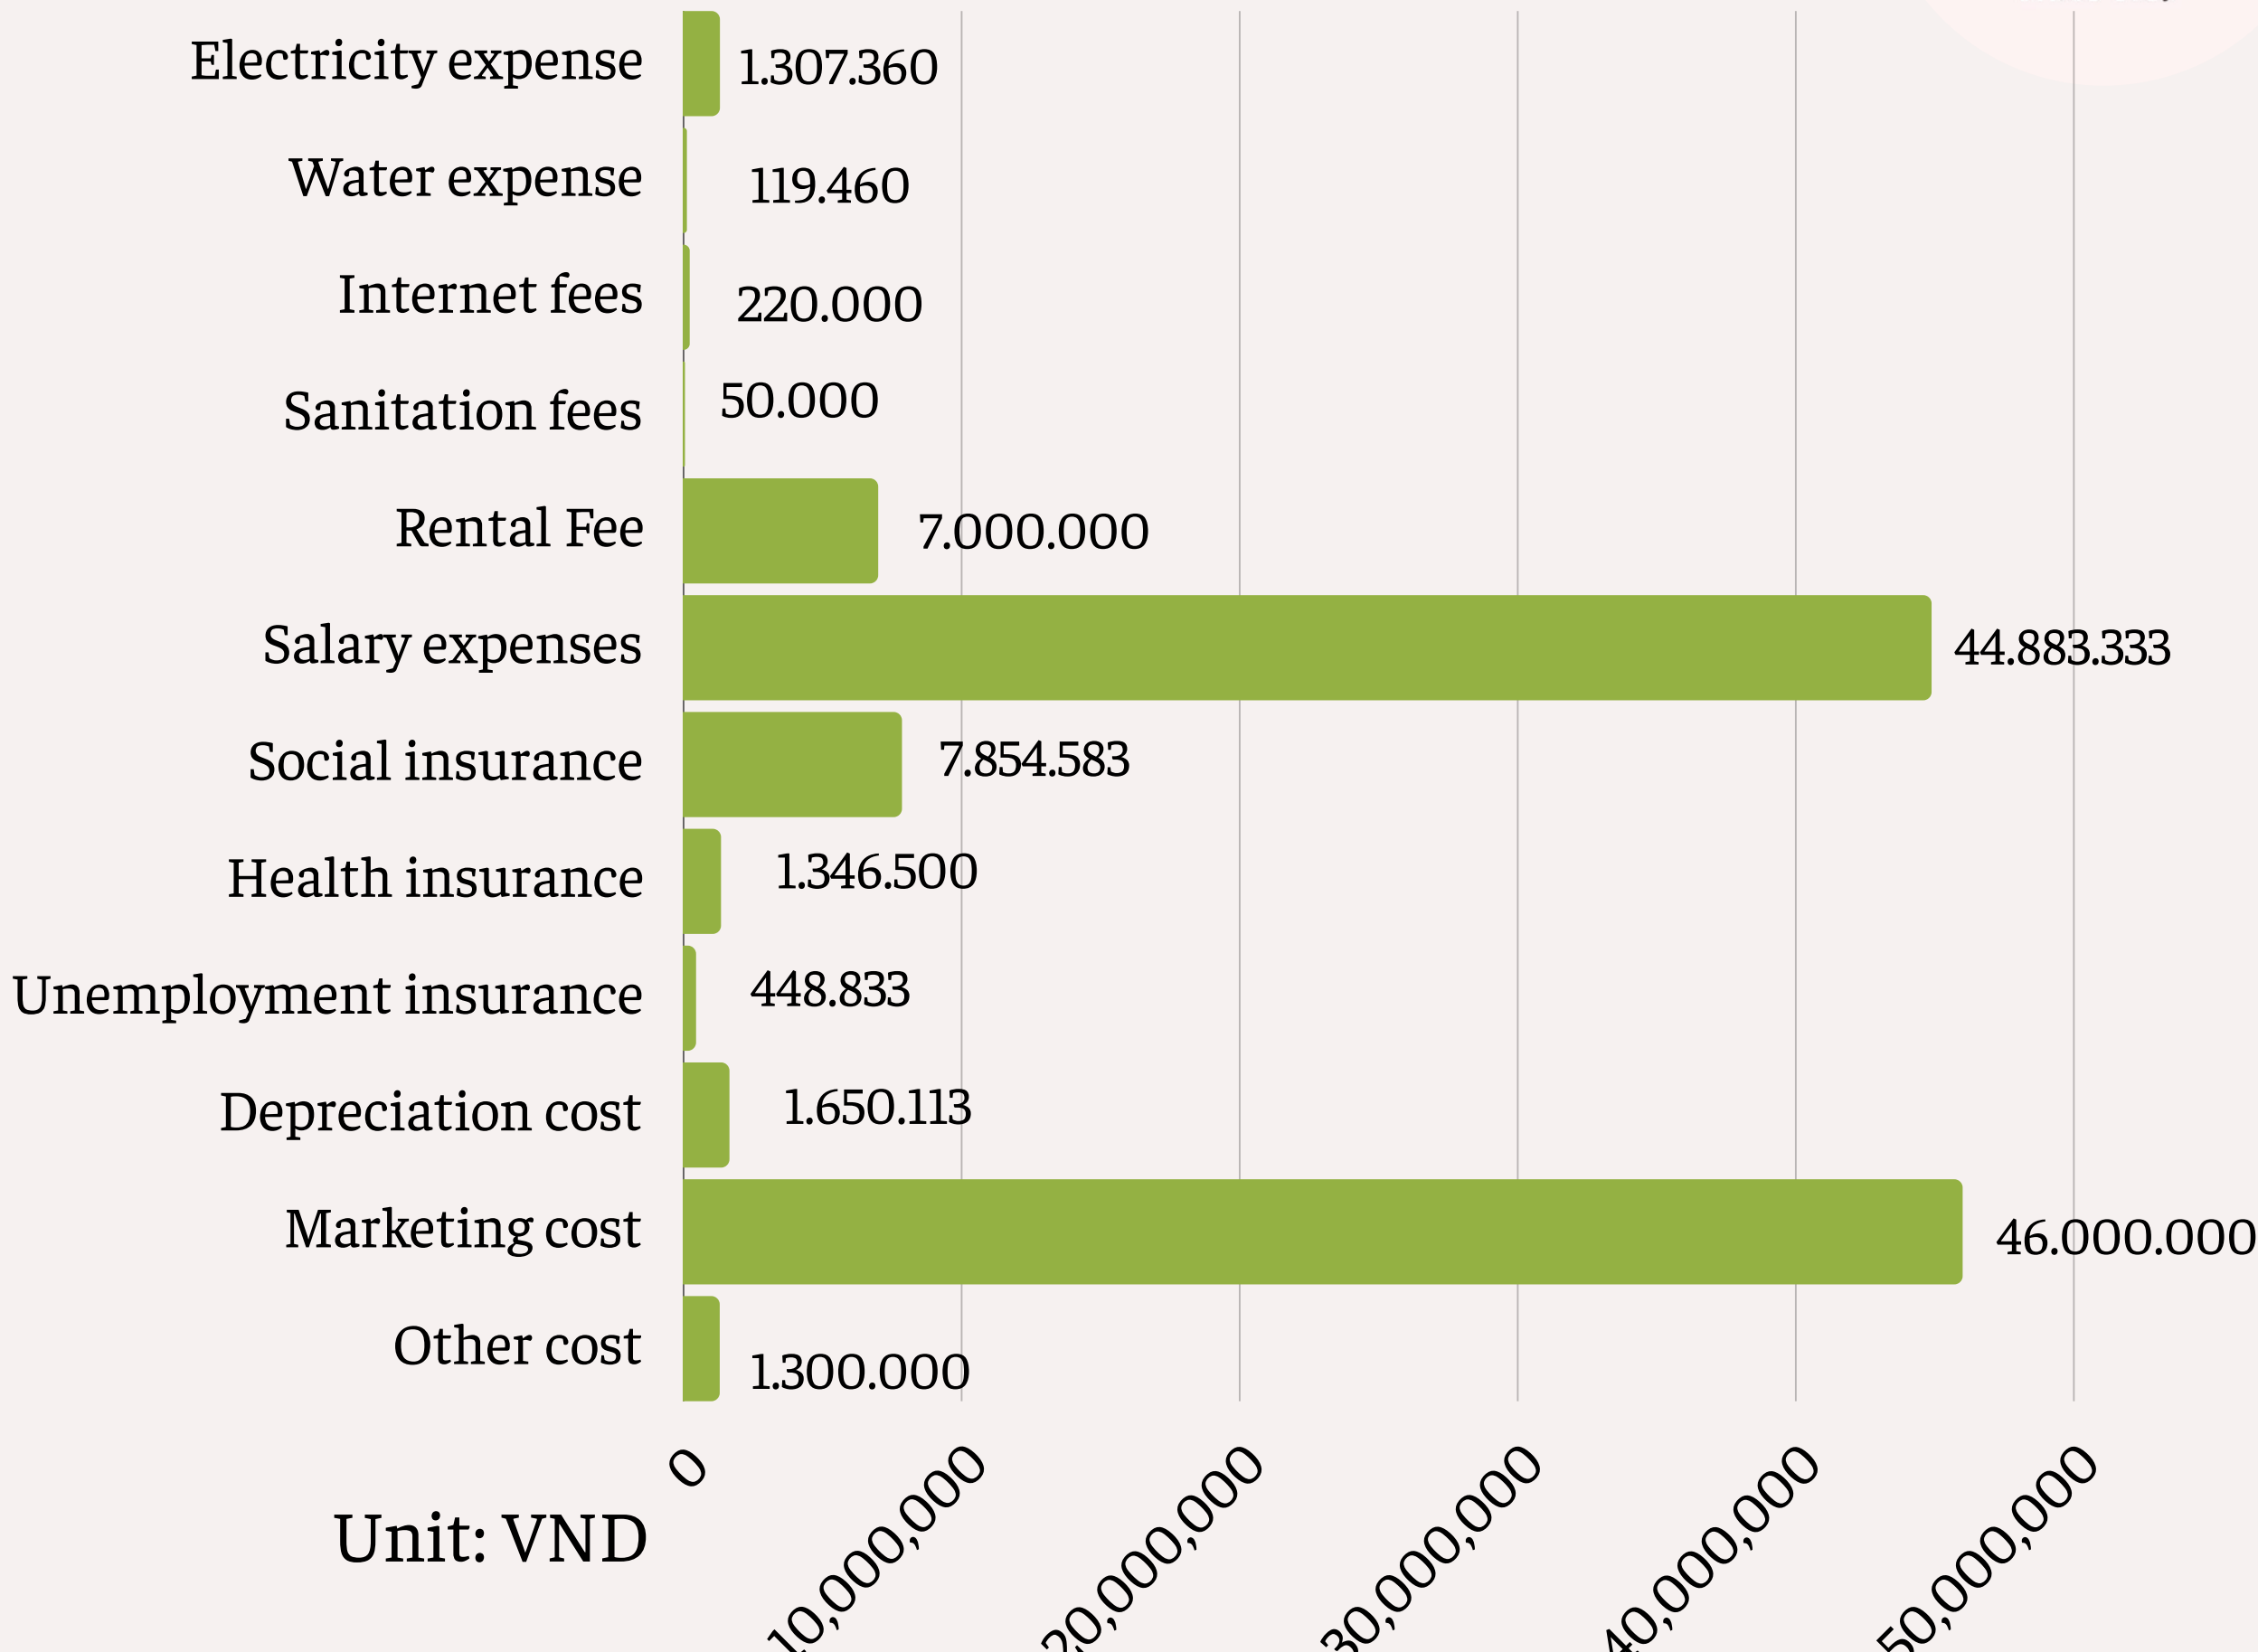 Electricity expense 1.307.360
Water expense 119.460
Internet fees 220.000
Sanitation fees 50.000
Rental Fee 7.000.000
Salary expenses 44.883.333
Social insurance 7.854.583
Health insurance 1.346.500
Unemployment insurance 448.833
Depreciation cost 1.650.113
Marketing cost 46.000.000
Other cost 1.300.000
0 10,000,000 20,000,000 30,000,000 40,000,000 50,000,000
Unit: VND